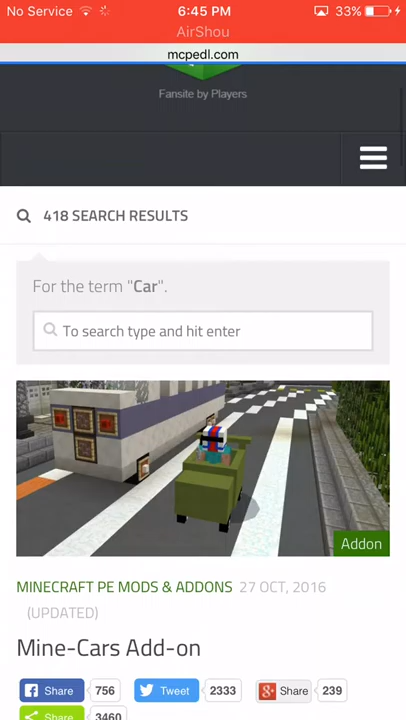 No Service 6:45 PM 33%
AirShou
mcpedl.com
Fansite by Players
418 SEARCH RESULTS
For the term "Car".
To search type and hit enter
Addon
MINECRAFT PE MODS & ADDONS 27 OCT, 2016
(UPDATED)
Mine-Cars Add-on
Share 756 Tweet 2333 Share 239
Share 3460